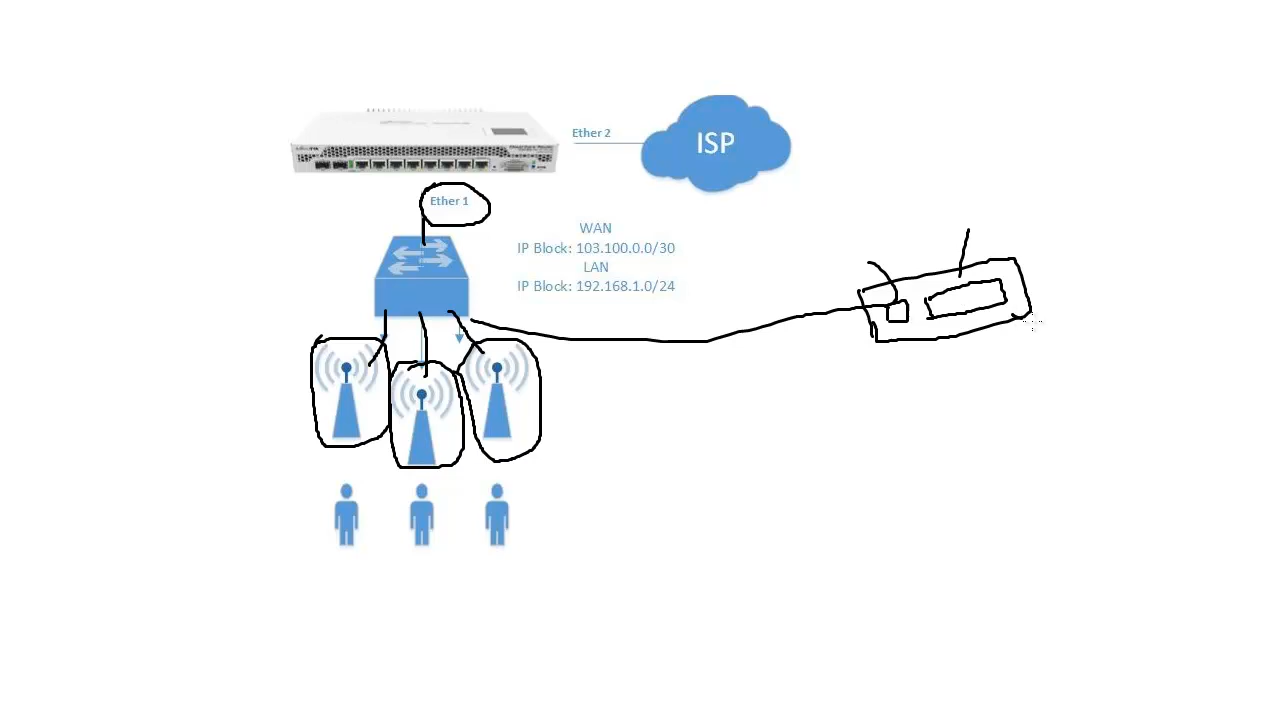 Ether 2
ISP
Ether 1
WAN
IP Block: 103.100.0.0/30
LAN
IP Block: 192.168.1.0/24